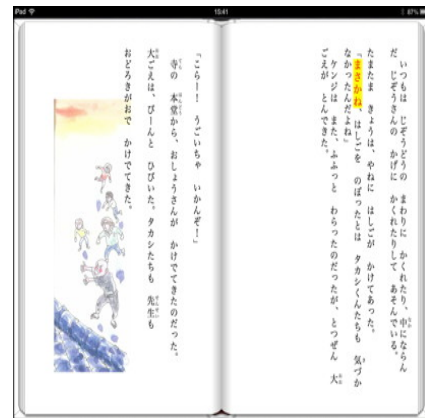 Pad
15:41
87%
いつもは じぞうどうの まわりに かくれたり、中にならん
だ じぞうさんの かげに かくれたりして あそんでいる。
たまたま きょうは、やねに はしごが かけてあった。
「まさかね、はしごを のぼったとは タカシくんたちも 気づか
なかったんだよね」
ケンジは また、ふふっと わらったのだったが、とつぜん 大
ごえが とんできた。
「こらー! うごいちゃ いかんぞ!」
寺の 本堂から、おしょうさんが かけでてきたのだった。
大ごえは、びーんと ひびいた。タカシたちも 先生も
おどろきがおで かけでてきた。